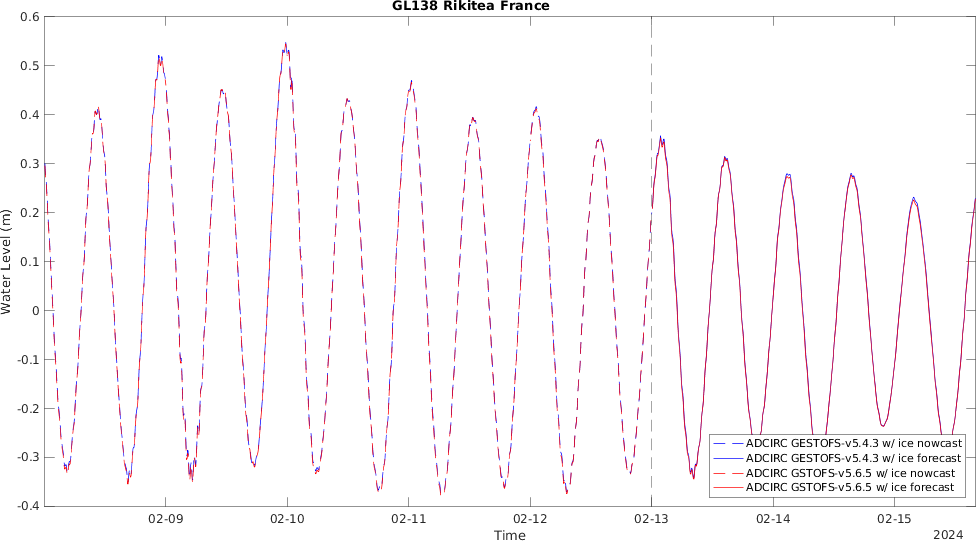 GL138 Rikitea France
0.6
0.5
0.4
0.3
0.2
0.1
0
-0.1
-0.2
-0.3
-0.4
Water Level (m)
ADCIRC GESTOFS-v5.4.3 w/ ice nowcast
ADCIRC GESTOFS-v5.4.3 w/ ice forecast
ADCIRC GSTOFS-v5.6.5 w/ ice nowcast
ADCIRC GSTOFS-v5.6.5 w/ ice forecast
02-09 02-10 02-11 02-12 02-13 02-14 02-15
Time
2024